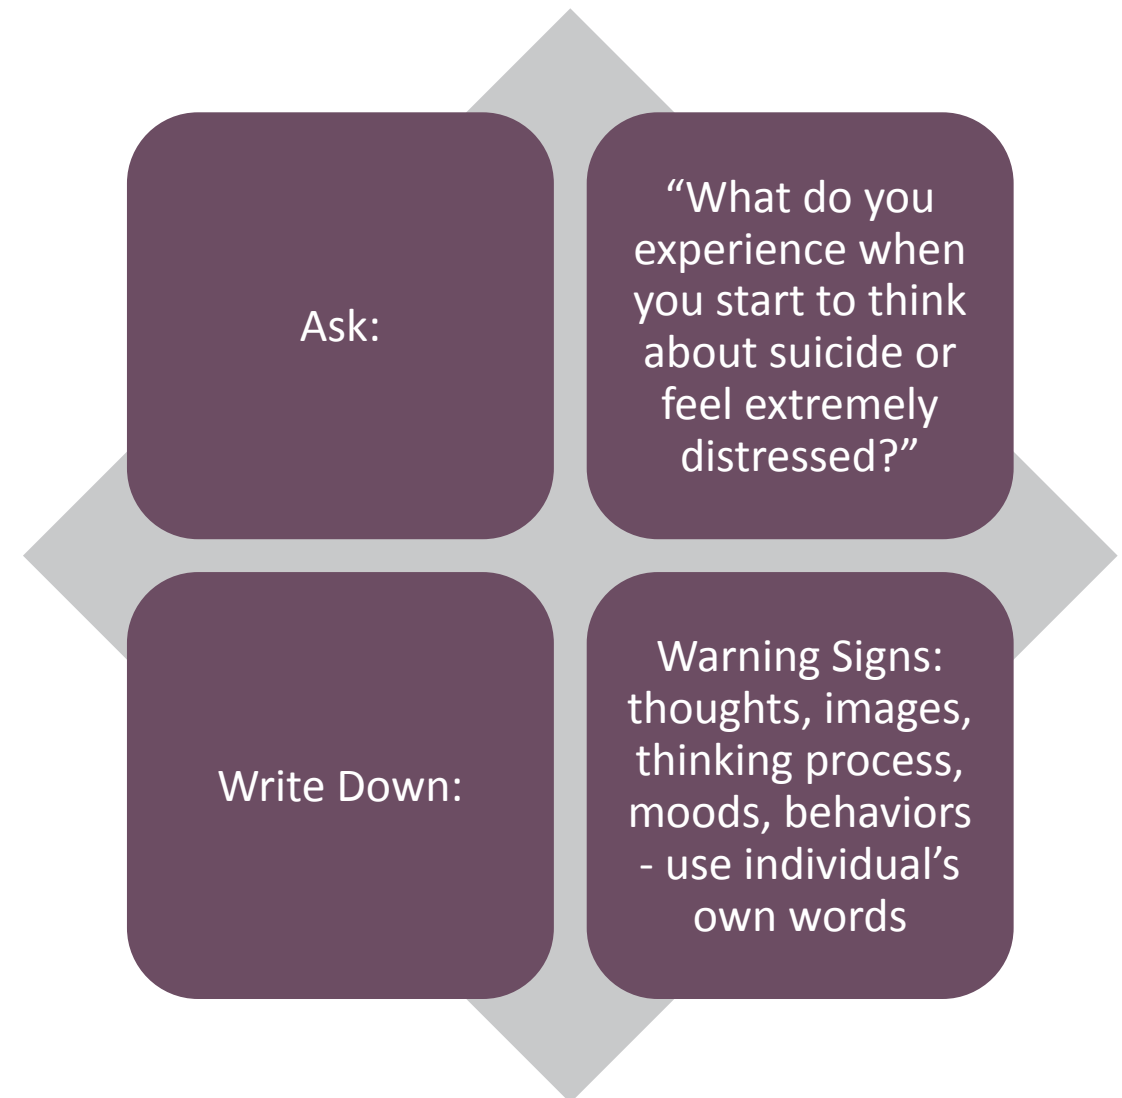 Ask:
“What do you
experience when
you start to think
about suicide or
feel extremely
distressed?”
Write Down:
Warning Signs:
thoughts, images,
thinking process,
moods, behaviors
- use individual’s
own words